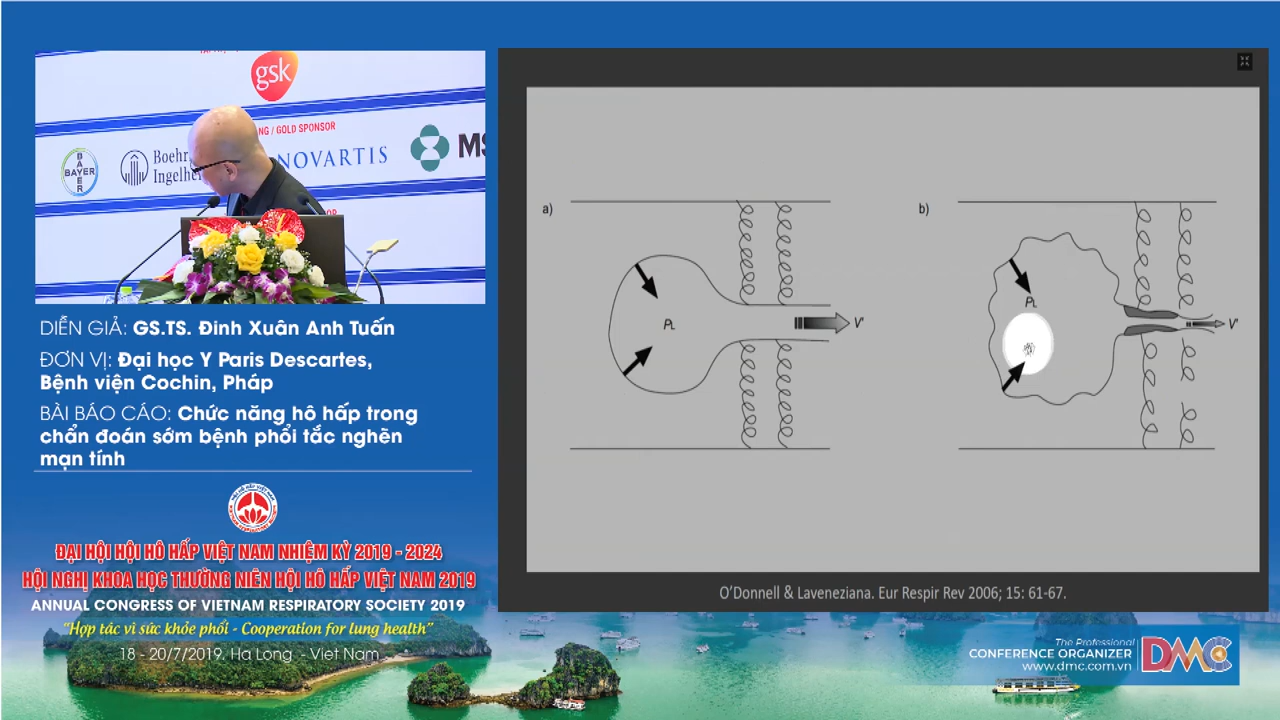 gsk
NG / GOLD SPONSOR
BAYER
BAYER
Boehr
Ingelhe
NOVARTIS
MS
DIỄN GIẢ: GS.TS. Đinh Xuân Anh Tuấn
ĐƠN VỊ: Đại học Y Paris Descartes,
Bệnh viện Cochin, Pháp
BÀI BÁO CÁO: Chức năng hô hấp trong
chẩn đoán sớm bệnh phổi tắc nghẽn
mạn tính
ĐẠI HỘI HỘI HÔ HẤP VIỆT NAM NHIỆM KỲ 2019 - 2024
HỘI NGHỊ KHOA HỌC THƯỜNG NIÊN HỘI HÔ HẤP VIỆT NAM 2019
ANNUAL CONGRESS OF VIETNAM RESPIRATORY SOCIETY 2019
“Hợp tác vì sức khỏe phổi - Cooperation for lung health”
18 - 20/7/2019. Ha Long - Viet Nam
a)
PL
V'
b)
PL
V'
O’Donnell & Laveneziana. Eur Respir Rev 2006; 15: 61-67.
The Professional
CONFERENCE ORGANIZER
www.dmc.com.vn
DMC